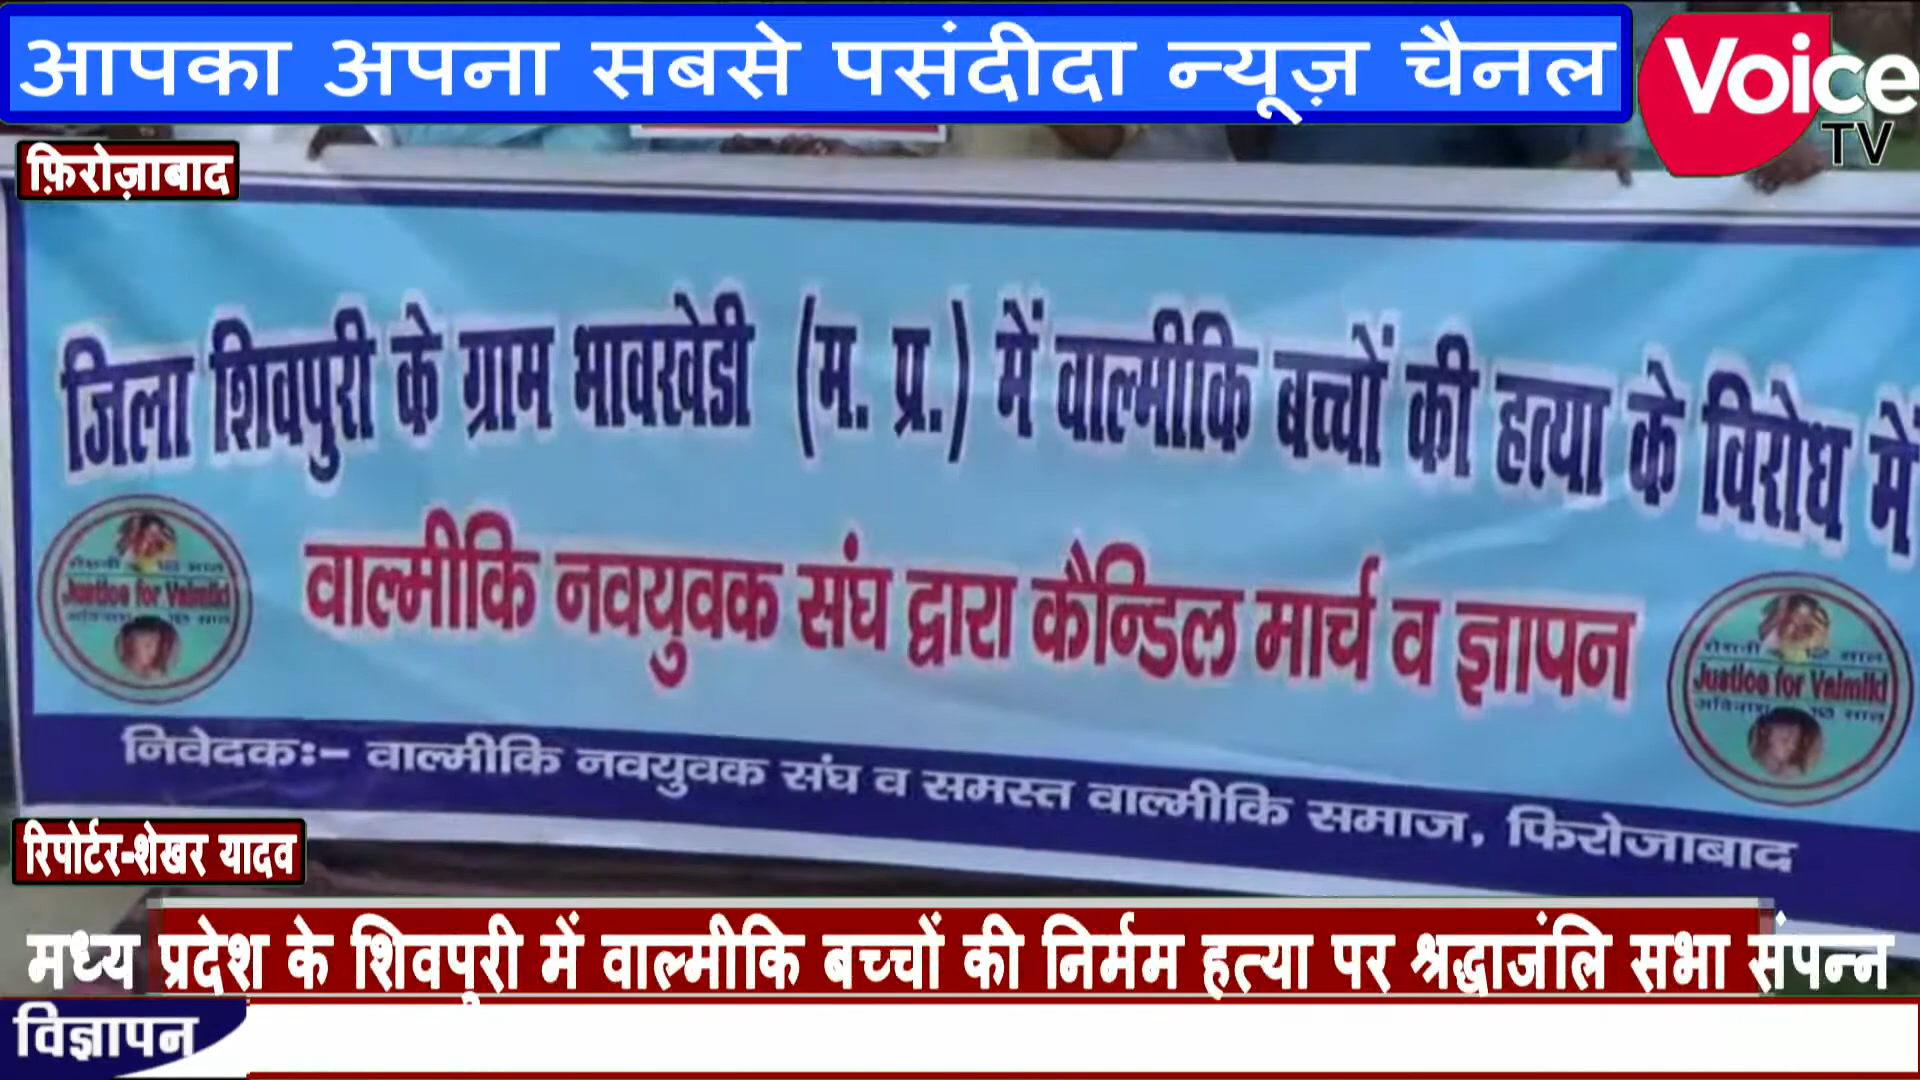 आपका अपना सबसे पसंदीदा न्यूज़ चैनल
Voice
TV
फ़िरोज़ाबाद
जिला शिवपुरी के ग्राम भावखेडी (म. प्र.) में वाल्मीकि बच्चों की हत्या के विरोध में
वाल्मीकि नवयुवक संघ द्वारा कैन्डिल मार्च व ज्ञापन
Justice for Valmiki
Justice for Valmiki
निवेदकः– वाल्मीकि नवयुवक संघ व समस्त वाल्मीकि समाज, फिरोजाबाद
रिपोर्टर-शेखर यादव
मध्य प्रदेश के शिवपुरी में वाल्मीकि बच्चों की निर्मम हत्या पर श्रद्धाजंलि सभा संपन्न
विज्ञापन